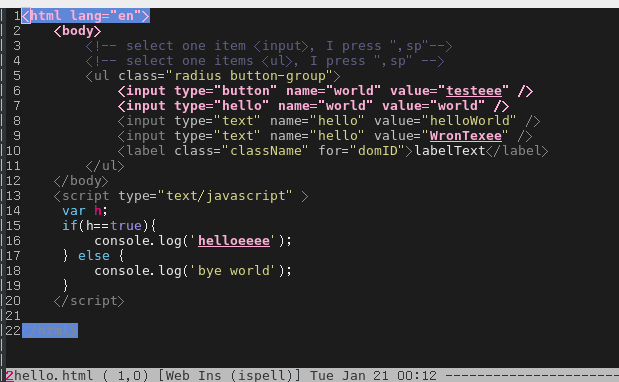 1<html lang="en">
2 <body>
3 <!-- select one item <input>, I press ",sp"-->
4 <!-- select one items <ul>, I press ",sp" -->
5 <ul class="radius button-group">
6 <input type="button" name="world" value="testeee" />
7 <input type="hello" name="world" value="world" />
8 <input type="text" name="hello" value="helloWorld" />
9 <input type="text" name="hello" value="WronTexee" />
10 <label class="className" for="domID">labelText</label>
11 </ul>
12 </body>
13 <script type="text/javascript" >
14 var h;
15 if(h==true){
16 console.log('helloeeee');
17 } else {
18 console.log('bye world');
19 }
20 </script>
21
22</html>
2hello.html ( 1,0) [Web Ins (ispell)] Tue Jan 21 00:12 ----------------------